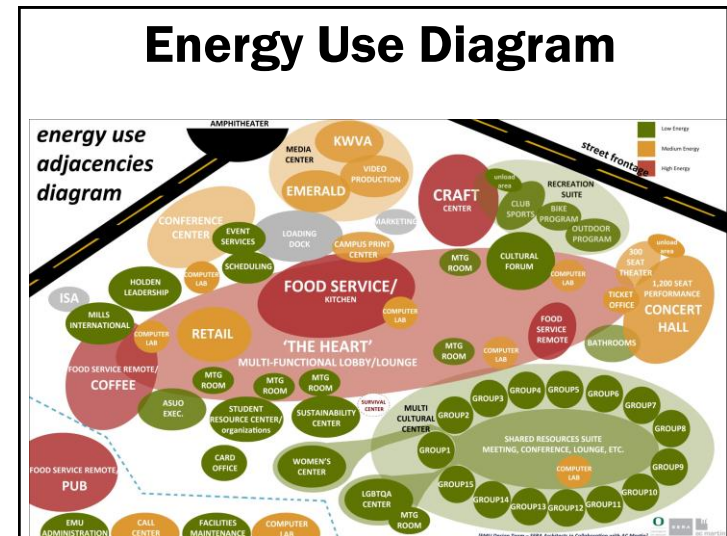 Energy Use Diagram
energy use
adjacencies
diagram
AMPHITHEATER
MEDIA
CENTER
KWVA
VIDEO
PRODUCTION
EMERALD
street frontage
Low Energy
Medium Energy
High Energy
CRAFT
CENTER
unload
area
RECREATION
SUITE
CLUB
SPORTS
BIKE
PROGRAM
OUTDOOR
PROGRAM
CONFERENCE
CENTER
EVENT
SERVICES
LOADING
DOCK
MARKETING
CAMPUS PRINT
CENTER
SCHEDULING
COMPUTER
LAB
HOLDEN
LEADERSHIP
ISA
MILLS
INTERNATIONAL
FOOD SERVICE/
KITCHEN
COMPUTER
LAB
MTG
ROOM
CULTURAL
FORUM
COMPUTER
LAB
300
SEAT
THEATER
unload
area
TICKET
OFFICE
1,200 SEAT
PERFORMANCE
CONCERT
HALL
COMPUTER
LAB
RETAIL
'THE HEART'
MULTI-FUNCTIONAL LOBBY/LOUNGE
MTG
ROOM
COMPUTER
LAB
FOOD
SERVICE
REMOTE
BATHROOMS
FOOD SERVICE REMOTE/
COFFEE
MTG
ROOM
MTG
ROOM
MTG
ROOM
ASUO
EXEC.
STUDENT
RESOURCE CENTER/
organizations
SUSTAINABILITY
CENTER
SURVIVAL
CENTER
MULTI
CULTURAL
CENTER
GROUP1
GROUP2
GROUP3
GROUP4
GROUP5
GROUP6
GROUP7
GROUP8
GROUP9
GROUP10
GROUP11
GROUP12
GROUP13
GROUP14
GROUP15
SHARED RESOURCES SUITE
MEETING, CONFERENCE, LOUNGE, ETC.
COMPUTER
LAB
CARD
OFFICE
WOMEN'S
CENTER
LGBTQA
CENTER
MTG
ROOM
FOOD SERVICE REMOTE/
PUB
EMU
ADMINISTRATION
CALL
CENTER
FACILITIES
MAINTENANCE
COMPUTER
LAB
O